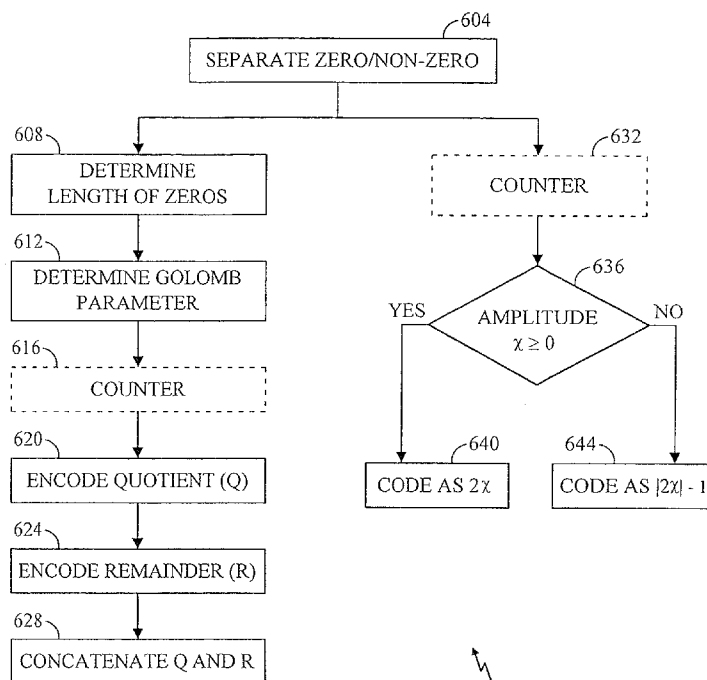 604
SEPARATE ZERO/NON-ZERO
608
DETERMINE
LENGTH OF ZEROS
632
COUNTER
612
DETERMINE GOLOMB
PARAMETER
636
YES
AMPLITUDE
χ ≥ 0
NO
616
COUNTER
620
ENCODE QUOTIENT (Q)
640
CODE AS 2χ
644
CODE AS |2χ| - 1
624
ENCODE REMAINDER (R)
628
CONCATENATE Q AND R